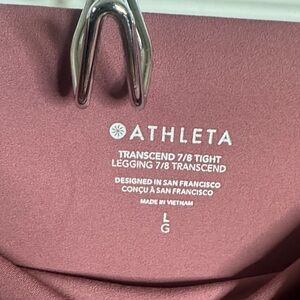 ATHLETA
TRANSCEND 7/8 TIGHT
LEGGING 7/8 TRANSCEND
DESIGNED IN SAN FRANCISCO
CONÇU À SAN FRANCISCO
MADE IN VIETNAM
L
G